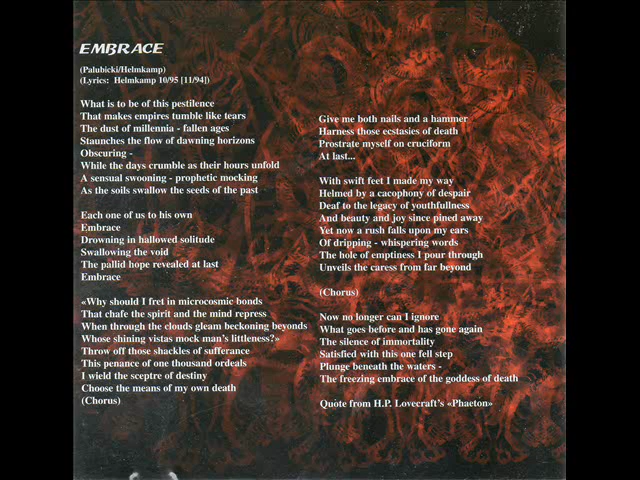 EMBRACE
(Palubicki/Helmkamp)
(Lyrics: Helmkamp 10/95 [11/94])
What is to be of this pestilence
That makes empires tumble like tears
The dust of millennia - fallen ages
Staunches the flow of dawning horizons
Obscuring -
While the days crumble as their hours unfold
A sensual swooning - prophetic mocking
As the soils swallow the seeds of the past
Each one of us to his own
Embrace
Drowning in hallowed solitude
Swallowing the void
The pallid hope revealed at last
Embrace
«Why should I fret in microcosmic bonds
That chafe the spirit and the mind repress
When through the clouds gleam beckoning beyonds
Whose shining vistas mock man's littleness?»
Throw off those shackles of sufferance
This penance of one thousand ordeals
I wield the sceptre of destiny
Choose the means of my own death
(Chorus)
Give me both nails and a hammer
Harness those ecstasies of death
Prostrate myself on cruciform
At last...
With swift feet I made my way
Helmed by a cacophony of despair
Deaf to the legacy of youthfullness
And beauty and joy since pined away
Yet now a rush falls upon my ears
Of dripping - whispering words
The hole of emptiness I pour through
Unveils the caress from far beyond
(Chorus)
Now no longer can I ignore
What goes before and has gone again
The silence of immortality
Satisfied with this one fell step
Plunge beneath the waters -
The freezing embrace of the goddess of death
Quote from H.P. Lovecraft's «Phaeton»